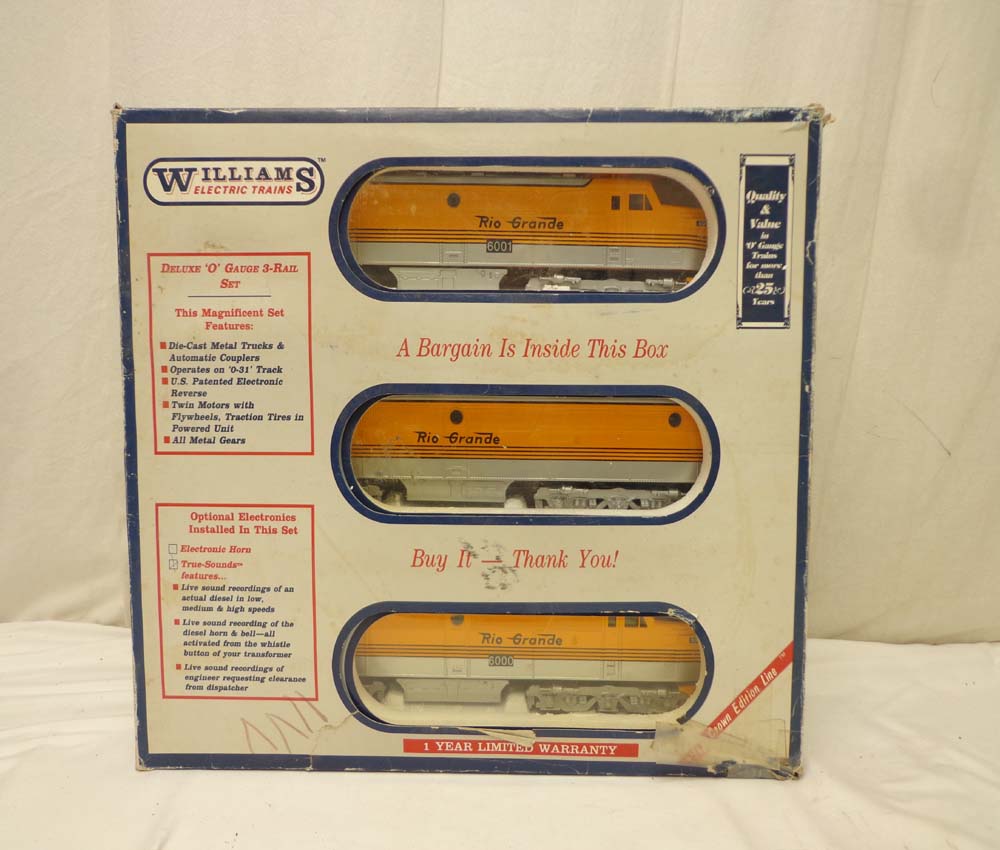 WILLIAMS™
ELECTRIC TRAINS
DELUXE 'O' GAUGE 3-RAIL
SET
This Magnificent Set
Features:
Die-Cast Metal Trucks &
Automatic Couplers
Operates on '0-31' Track
U.S. Patented Electronic
Reverse
Twin Motors with
Flywheels, Traction Tires in
Powered Unit
All Metal Gears
Optional Electronics
Installed In This Set
Electronic Horn
True-Sounds™
features...
Live sound recordings of an
actual diesel in low,
medium & high speeds
Live sound recording of the
diesel horn & bell—all
activated from the whistle
button of your transformer
Live sound recordings of
engineer requesting clearance
from dispatcher
Rio Grande
6001
A Bargain Is Inside This Box
Rio Grande
Buy It — Thank You!
Rio Grande
6000
1 YEAR LIMITED WARRANTY
Quality
&
Value
in
'O' Gauge
Trains
for more
than
25
Years
Crown Edition Line™